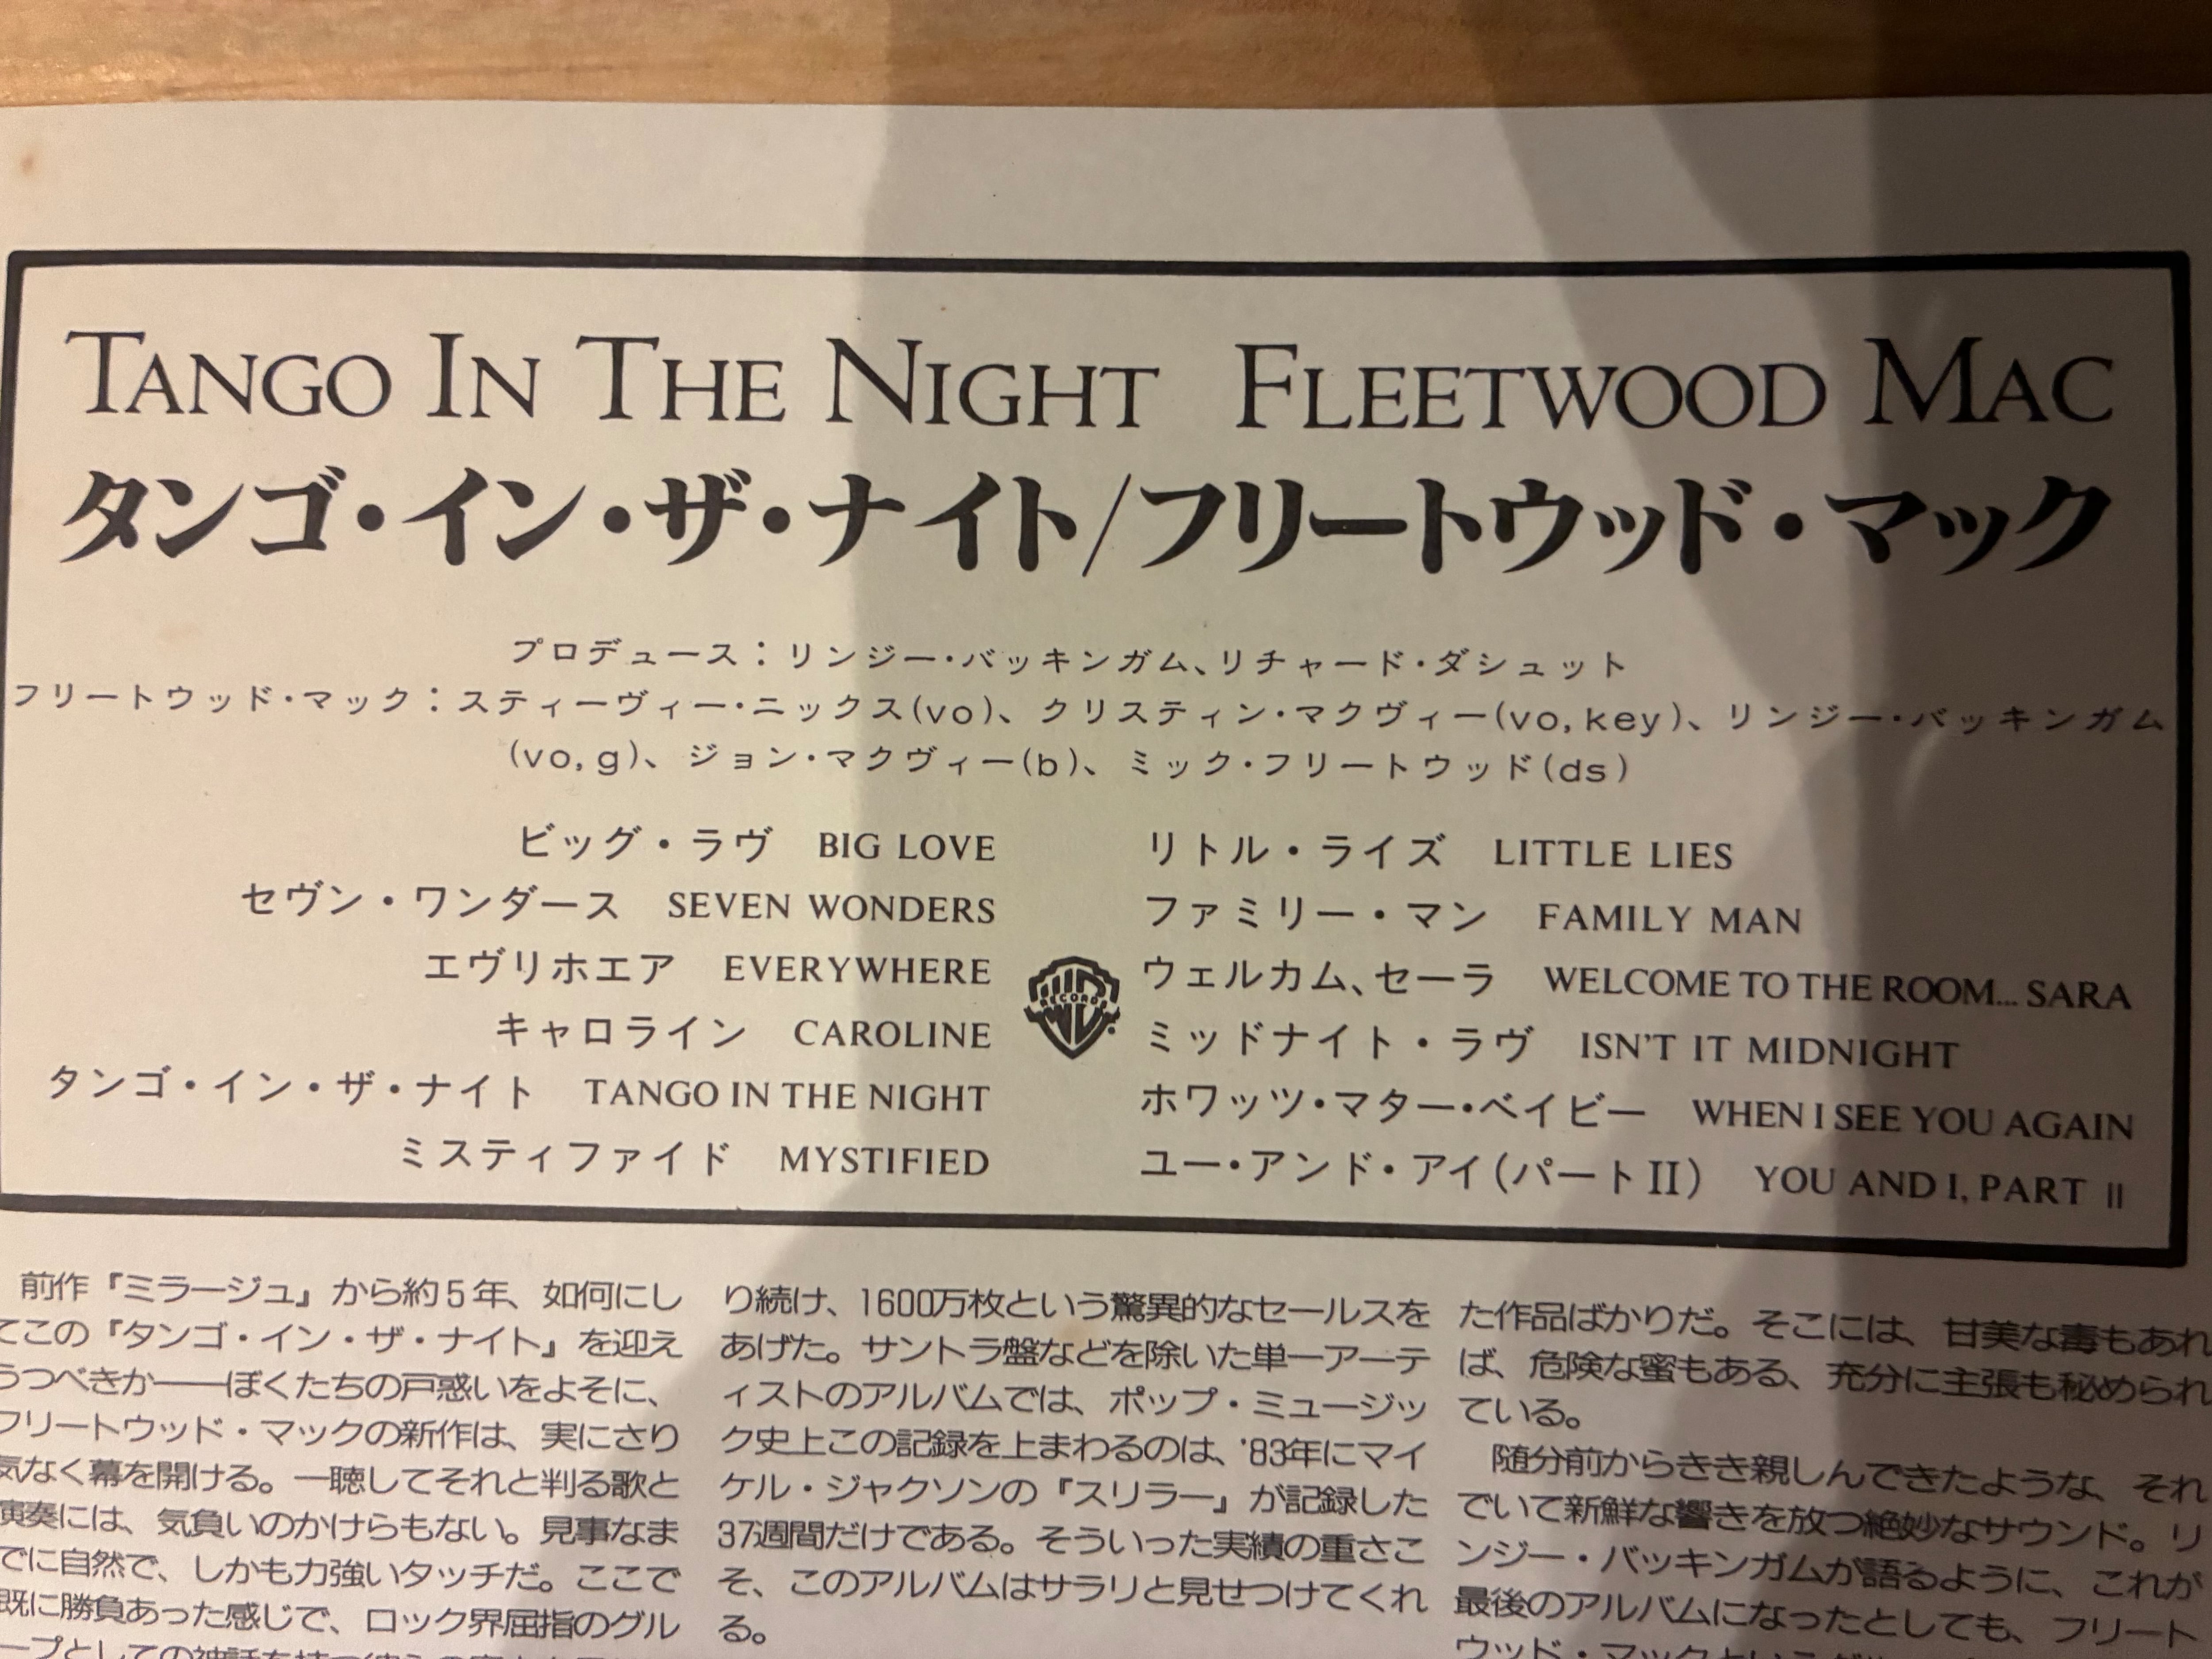 TANGO IN THE NIGHT FLEETWOOD MAC
タンゴ・イン・ザ・ナイト/フリートウッド・マック
プロデュース：リンジー・バッキンガム、リチャード・ダシュット
フリートウッド・マック：スティーヴィー・ニックス(vo)、クリスティン・マクヴィー(vo, key)、リンジー・バッキンガム
(vo, g)、ジョン・マクヴィー(b)、ミック・フリートウッド(ds)
ビッグ・ラヴ BIG LOVE
セヴン・ワンダース SEVEN WONDERS
エヴリホエア EVERYWHERE
キャロライン CAROLINE
タンゴ・イン・ザ・ナイト TANGO IN THE NIGHT
ミスティファイド MYSTIFIED
RECORDS
リトル・ライズ LITTLE LIES
ファミリー・マン FAMILY MAN
ウェルカム、セーラ WELCOME TO THE ROOM... SARA
ミッドナイト・ラヴ ISN'T IT MIDNIGHT
ホワッツ・マター・ベイビー WHEN I SEE YOU AGAIN
ユー・アンド・アイ(パートII) YOU AND I, PART II
前作『ミラージュ』から約5年、如何にし
てこの『タンゴ・イン・ザ・ナイト』を迎え
うつべきか――ぼくたちの戸惑いをよそに、
フリートウッド・マックの新作は、実にさり
気なく幕を開ける。一聴してそれと判る歌と
演奏には、気負いのかけらもない。見事なま
でに自然で、しかも力強いタッチだ。ここで
既に勝負あった感じで、ロック界屈指のグル
ープとしての神話を持つ
り続け、1600万枚という驚異的なセールスを
あげた。サントラ盤などを除いた単一アーテ
ィストのアルバムでは、ポップ・ミュージッ
ク史上この記録を上まわるのは、'83年にマイ
ケル・ジャクソンの『スリラー』が記録した
37週間だけである。そういった実績の重さこ
そ、このアルバムはサラリと見せつけてくれ
る。
た作品ばかりだ。そこには、甘美な毒もあれ
ば、危険な蜜もある、充分に主張も秘められ
ている。
随分前からきき親しんできたような、それ
でいて新鮮な響きを放つ絶妙なサウンド。リ
ンジー・バッキンガムが語るように、これが
最後のアルバムになったとしても、フリート
ウッド・マックという